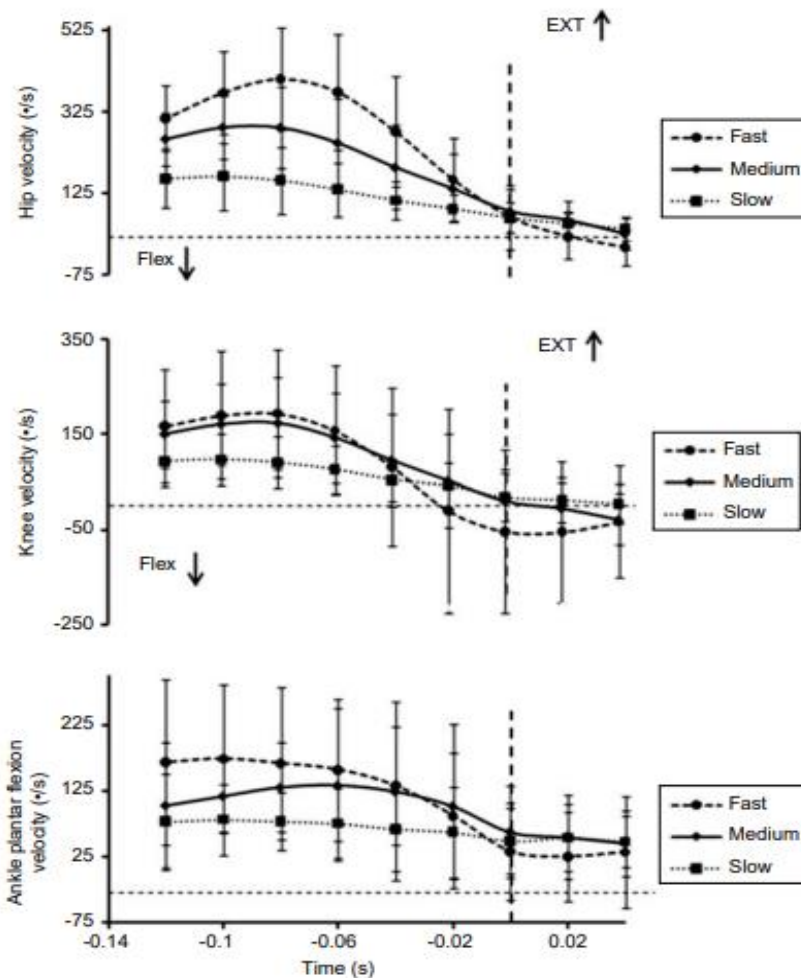 525
EXT ↑
325
125
-75
Hip velocity (•/s)
Flex ↓
Fast
Medium
Slow
350
EXT ↑
150
-50
-250
Knee velocity (•/s)
Flex ↓
Fast
Medium
Slow
225
125
25
-75
Ankle plantar flexion
velocity (•/s)
Fast
Medium
Slow
-0.14 -0.1 -0.06 -0.02 0.02
Time (s)